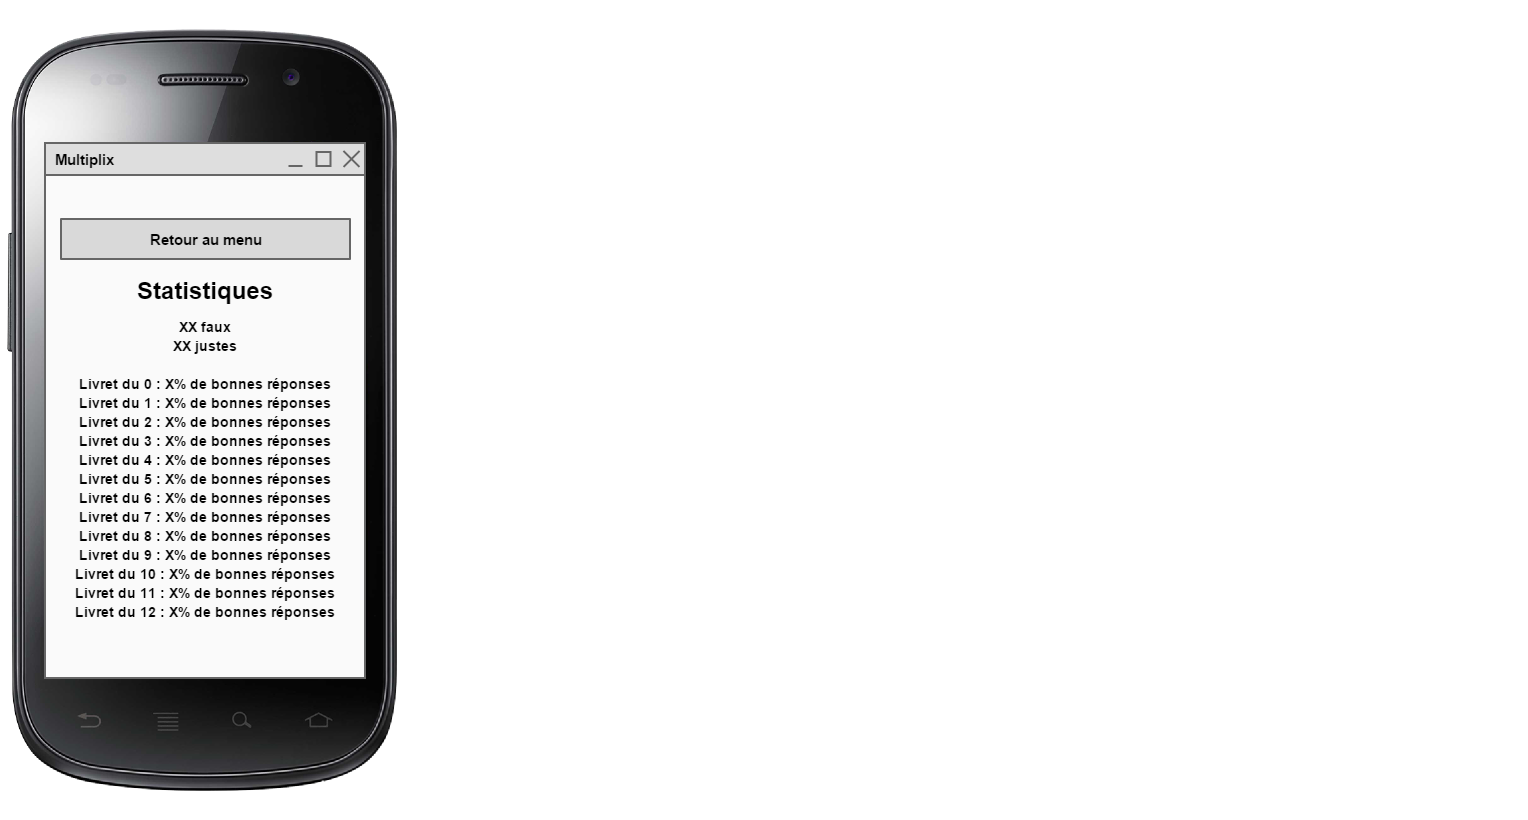 Multiplix
Retour au menu
Statistiques
XX faux
XX justes
Livret du 0 : X% de bonnes réponses
Livret du 1 : X% de bonnes réponses
Livret du 2 : X% de bonnes réponses
Livret du 3 : X% de bonnes réponses
Livret du 4 : X% de bonnes réponses
Livret du 5 : X% de bonnes réponses
Livret du 6 : X% de bonnes réponses
Livret du 7 : X% de bonnes réponses
Livret du 8 : X% de bonnes réponses
Livret du 9 : X% de bonnes réponses
Livret du 10 : X% de bonnes réponses
Livret du 11 : X% de bonnes réponses
Livret du 12 : X% de bonnes réponses